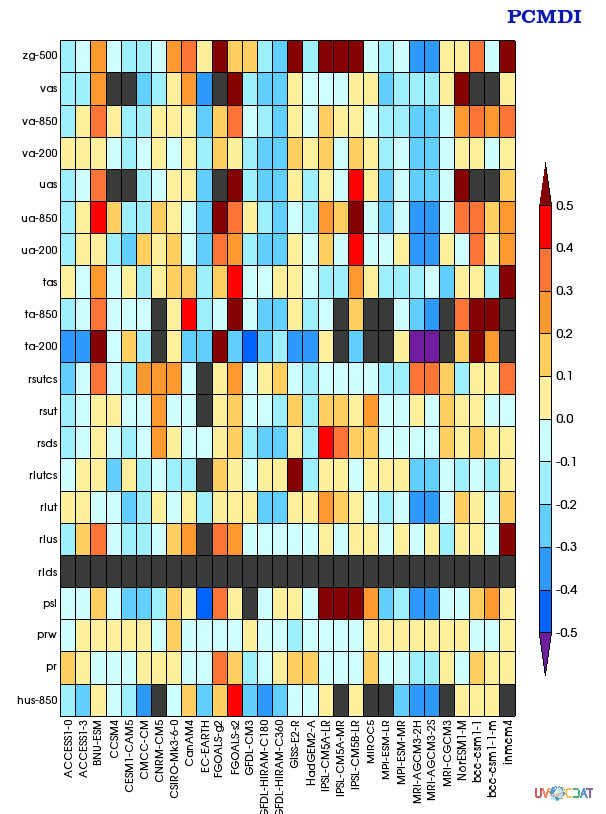 PCMDI
zg-500
vas
va-850
va-200
uas
ua-850
ua-200
tas
ta-850
ta-200
rsutcs
rsut
rsds
rlutcs
rlut
rlus
rlds
psl
prw
pr
hus-850
0.5
0.4
0.3
0.2
0.1
0.0
-0.1
-0.2
-0.3
-0.4
-0.5
ACCESS1-0
ACCESS1-3
BNU-ESM
CCSM4
CESM1-CAM5
CMCC-CM
CNRM-CM5
CSIRO-Mk3-6-0
CanAM4
EC-EARTH
FGOALS-g2
FGOALS-s2
GFDL-CM3
GFDL-HIRAM-C180
GFDL-HIRAM-C360
GISS-E2-R
HadGEM2-A
IPSL-CM5A-LR
IPSL-CM5A-MR
IPSL-CM5B-LR
MIROC5
MPI-ESM-LR
MPI-ESM-MR
MRI-AGCM3-2H
MRI-AGCM3-2S
MRI-CGCM3
NorESM1-M
bcc-csm1-1
bcc-csm1-1-m
inmcm4
UV CDAT